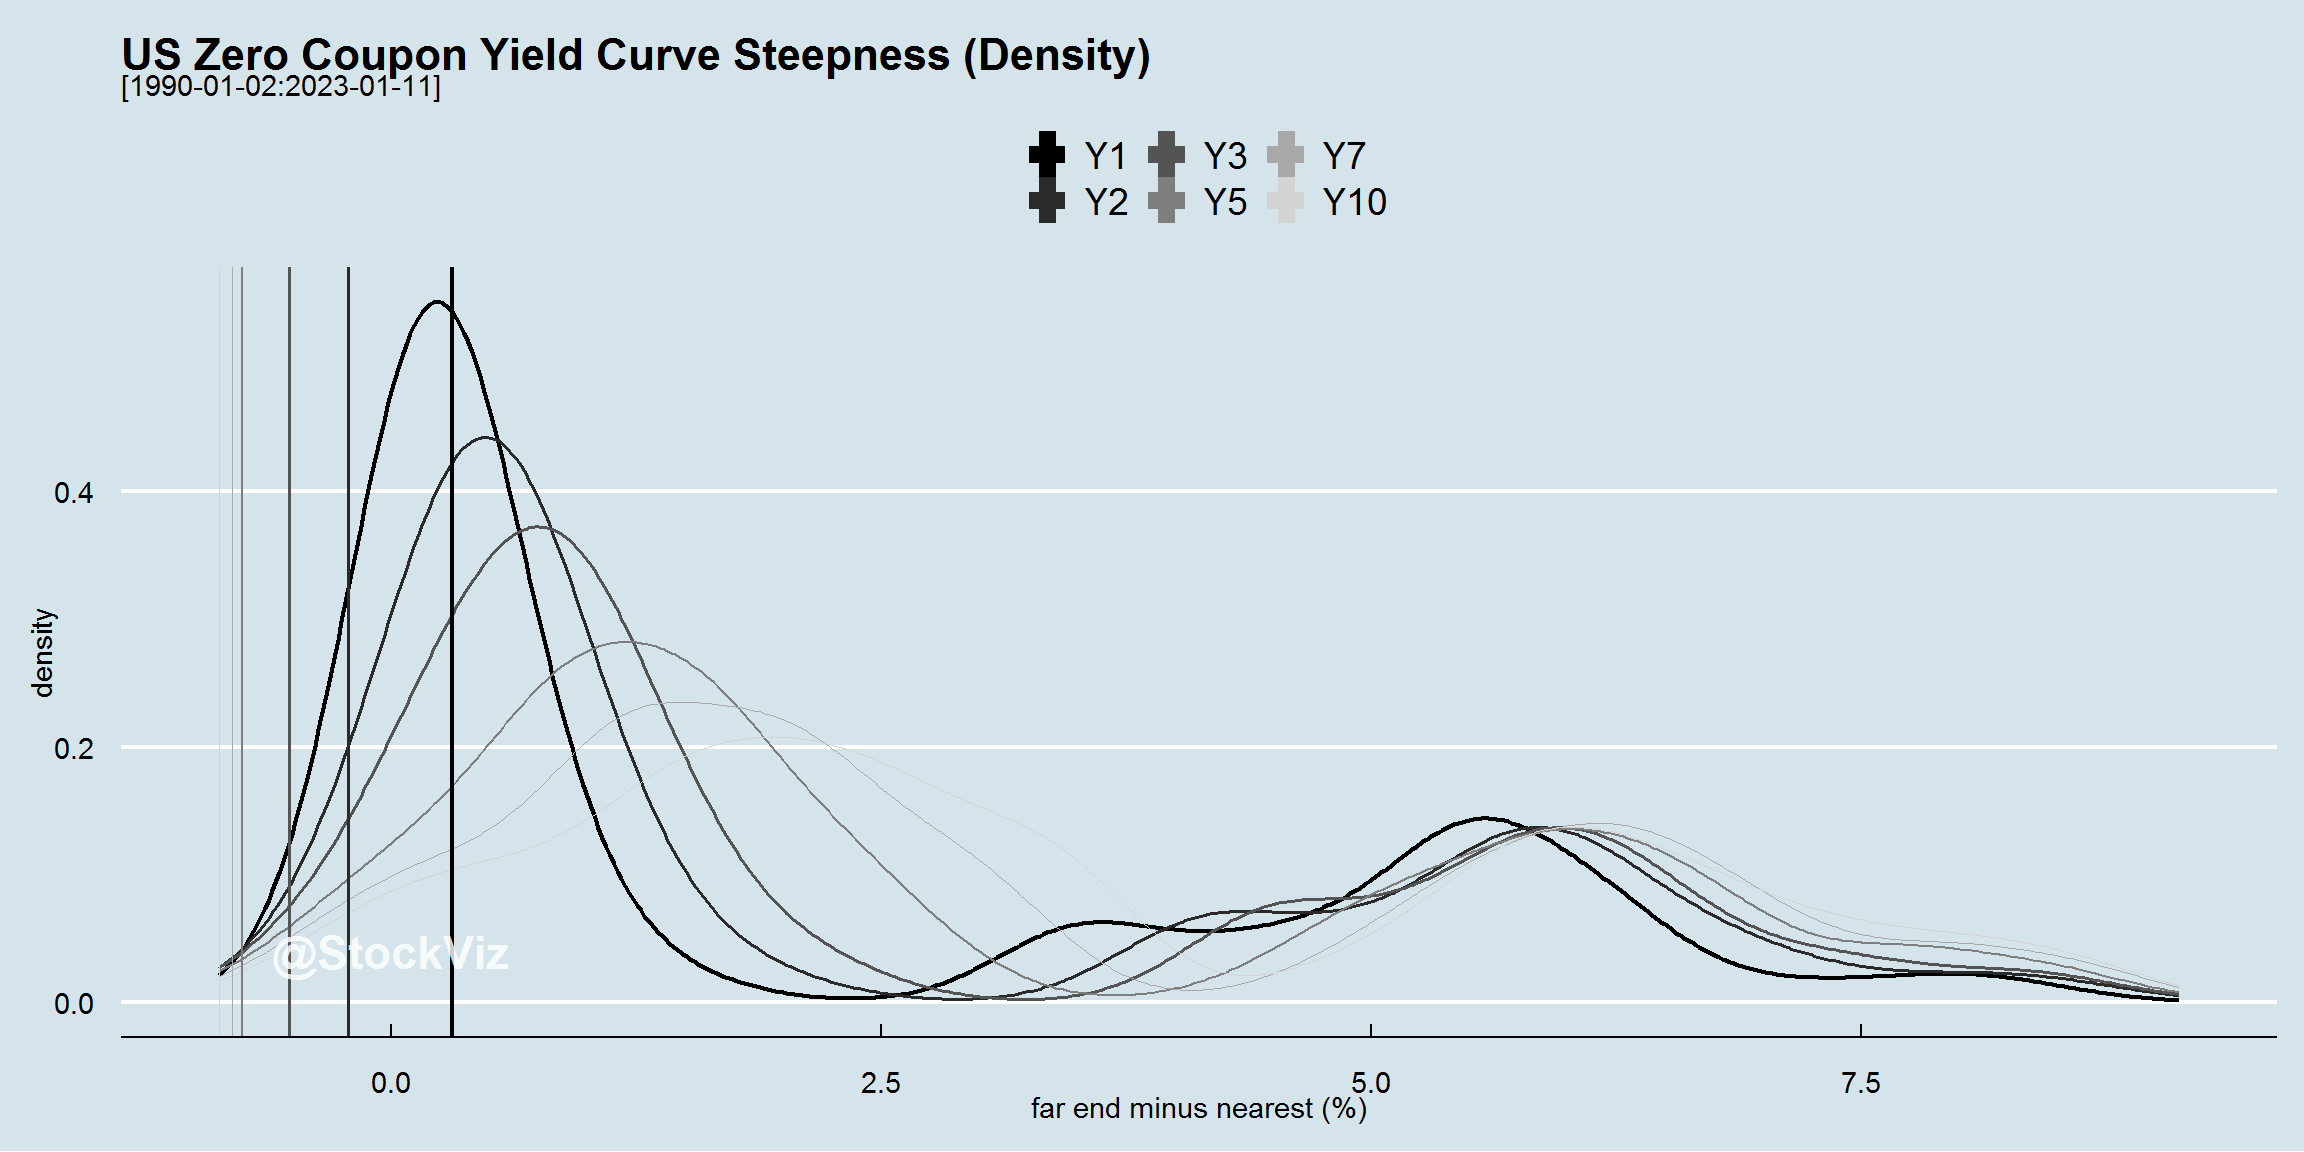 US Zero Coupon Yield Curve Steepness (Density)
[1990-01-02:2023-01-11]
Y1 Y3 Y7
Y2 Y5 Y10
0.4
0.2
0.0
density
@StockViz
0.0 2.5 5.0 7.5
far end minus nearest (%)